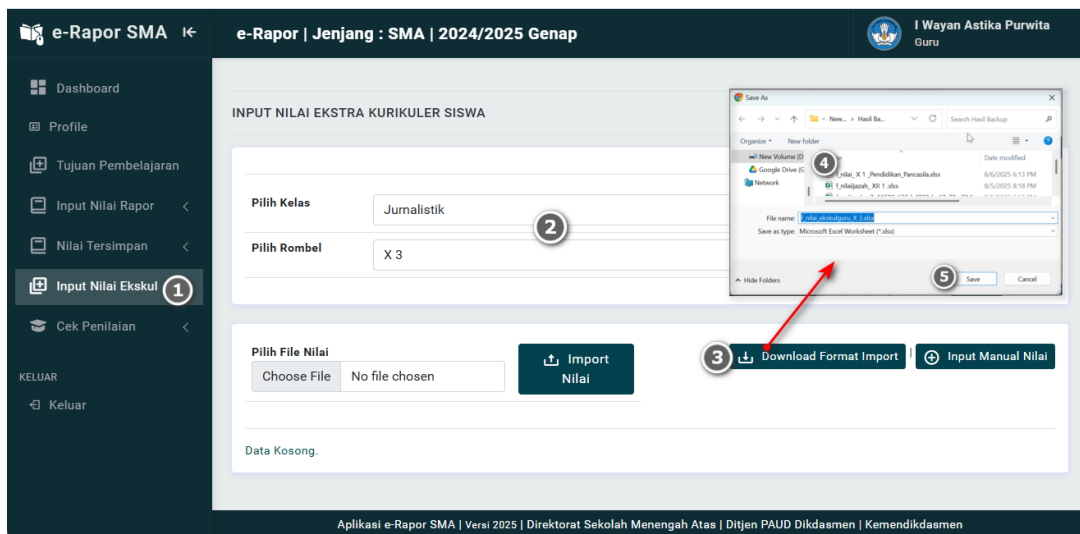 e-Rapor SMA
e-Rapor | Jenjang : SMA | 2024/2025 Genap
I Wayan Astika Purwita
Guru
Dashboard
Profile
Tujuan Pembelajaran
Input Nilai Rapor
Nilai Tersimpan
Input Nilai Ekskul
1
Cek Penilaian
KELUAR
Keluar
INPUT NILAI EKSTRA KURIKULER SISWA
Pilih Kelas
Jurnalistik
2
Pilih Rombel
X 3
Save As
New... > Hasil Ba...
Search Hasil Backup
Organize
New folder
New Volume (D
4
Date modified
Google Drive (G
f_nilai_ X 1 _Pendidikan_Pancasila.xlsx
8/6/2025 6:13 PM
Network
f_nilaiijazah_ XII 1 .xlsx
8/5/2025 8:18 PM
File name:
f_nilai_ekskulguru_X 3.xlsx
Save as type: Microsoft Excel Worksheet (*.xlsx)
Hide Folders
5
Save
Cancel
Pilih File Nilai
Choose File
No file chosen
Import
Nilai
3
Download Format Import
|
Input Manual Nilai
Data Kosong.
Aplikasi e-Rapor SMA | Versi 2025 | Direktorat Sekolah Menengah Atas | Ditjen PAUD Dikdasmen | Kemendikdasmen